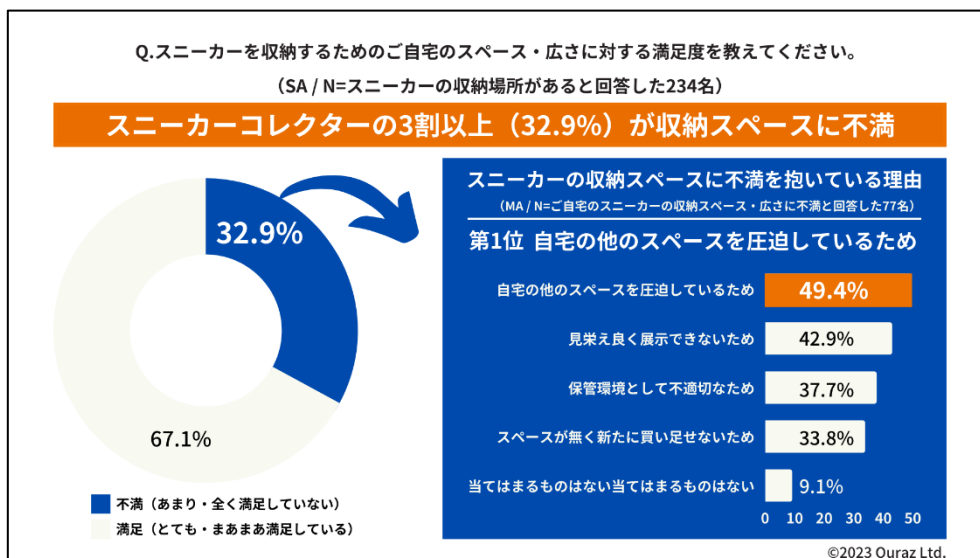 Q.スニーカーを収納するためのご自宅のスペース・広さに対する満足度を教えてください。
（SA / N=スニーカーの収納場所があると回答した234名）
スニーカーコレクターの3割以上（32.9%）が収納スペースに不満
32.9%
67.1%
不満（あまり・全く満足していない）
満足（とても・まあまあ満足している）
スニーカーの収納スペースに不満を抱いている理由
（MA / N=ご自宅のスニーカーの収納スペース・広さに不満と回答した77名）
第1位 自宅の他のスペースを圧迫しているため
自宅の他のスペースを圧迫しているため 49.4%
見栄え良く展示できないため 42.9%
保管環境として不適切なため 37.7%
スペースが無く新たに買い足せないため 33.8%
当てはまるものはない当てはまるものはない 9.1%
0 10 20 30 40 50
©2023 Ouraz Ltd.